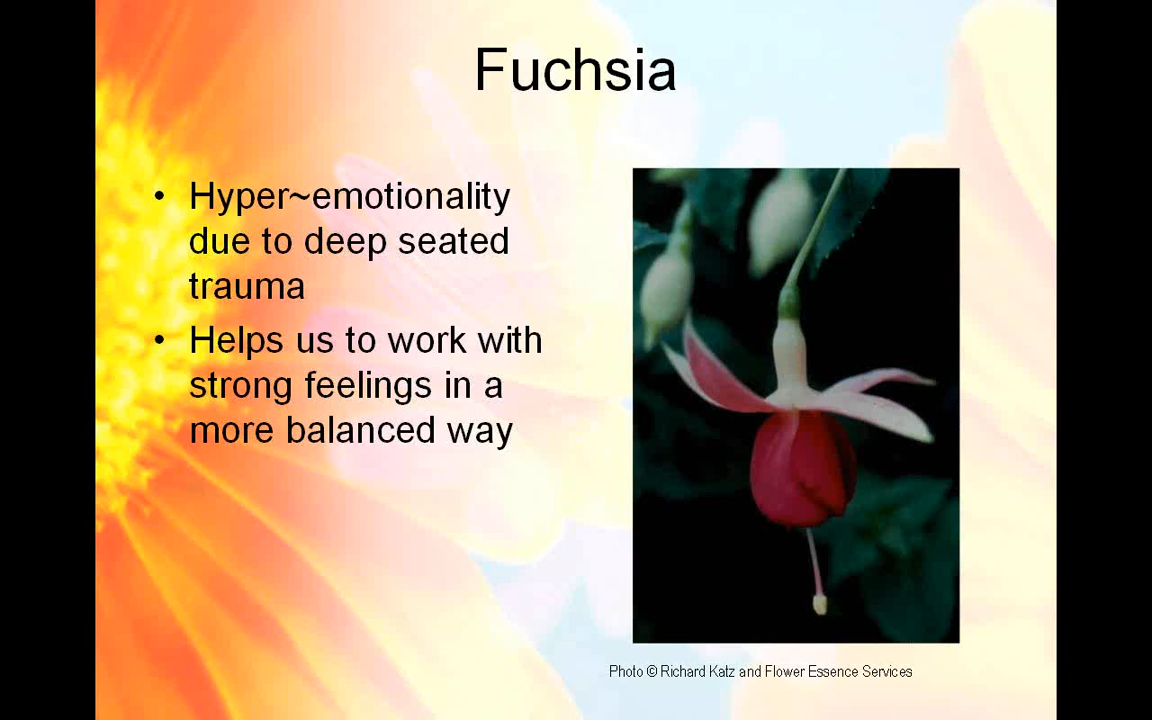 Fuchsia
• Hyper~emotionality
due to deep seated
trauma
• Helps us to work with
strong feelings in a
more balanced way
Photo © Richard Katz and Flower Essence Services